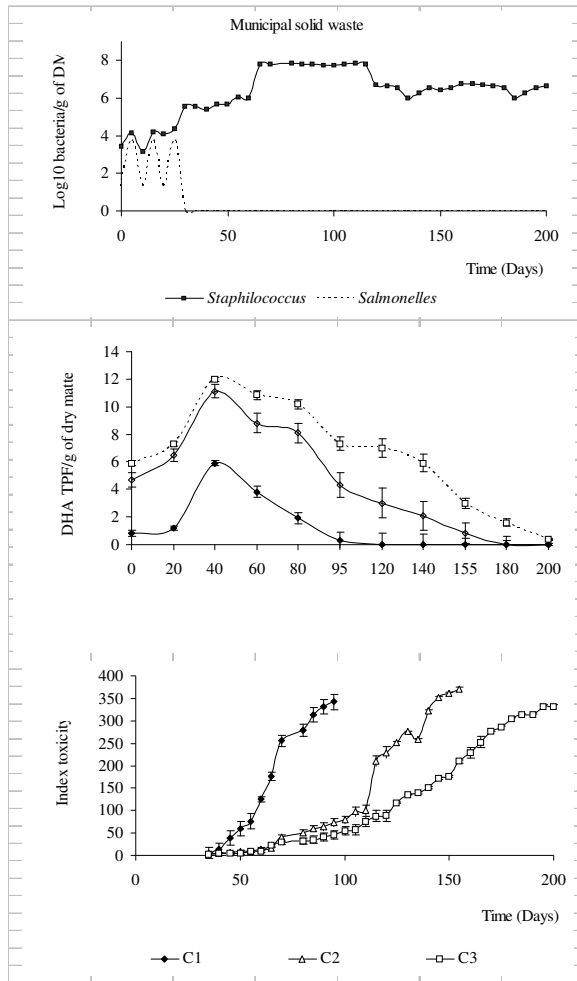 Municipal solid waste
Log10 bacteria/g of DM
8
6
4
2
0
0 50 100 150 200
Time (Days)
Staphilococcus Salmonelles
DHA TPF/g of dry matte
14
12
10
8
6
4
2
0
0 20 40 60 80 95 120 140 155 180 200
Index toxicity
400
350
300
250
200
150
100
50
0
0 50 100 150 200
Time (Days)
C1 C2 C3